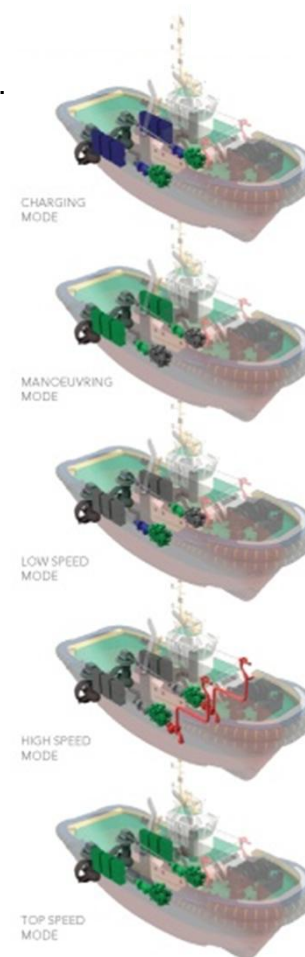 CHARGING
MODE
MANOEUVRING
MODE
LOW SPEED
MODE
HIGH SPEED
MODE
TOP SPEED
MODE